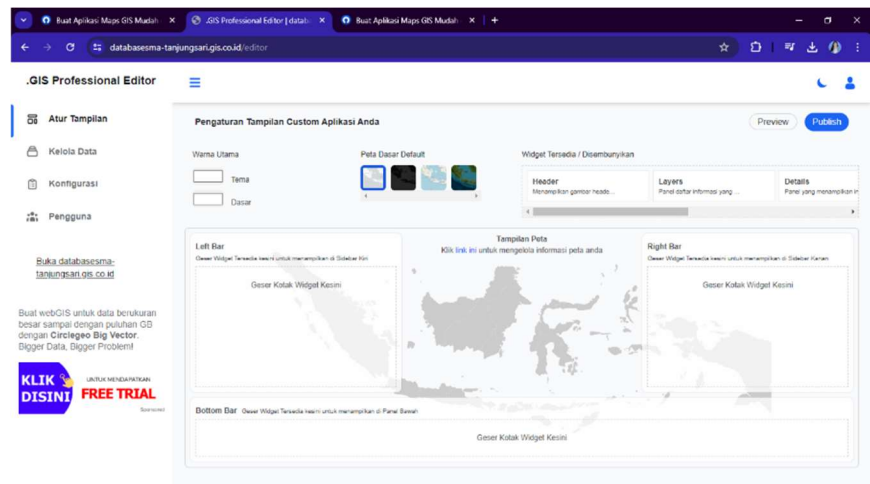 Buat Aplikasi Maps GIS Mudah
.GIS Professional Editor | datab
Buat Aplikasi Maps GIS Mudah
databasesma-tanjungsari.gis.co.id/editor
.GIS Professional Editor
Atur Tampilan
Kelola Data
Konfigurasi
Pengguna
Buka databasesma-
tanjungsari.gis.co.id
Buat webGIS untuk data berukuran
besar sampai dengan puluhan GB
dengan Circlegeo Big Vector.
Bigger Data, Bigger Problem!
KLIK
DISINI
UNTUK MENDAPATKAN
FREE TRIAL
Sponsored
Pengaturan Tampilan Custom Aplikasi Anda
Preview
Publish
Warna Utama
Tema
Dasar
Peta Dasar Default
Widget Tersedia / Disembunyikan
Header
Menampilkan gambar heade...
Layers
Panel daftar informasi yang ...
Details
Panel yang menampilkan in
Left Bar
Geser Widget Tersedia kesini untuk menampilkan di Sidebar Kiri
Geser Kotak Widget Kesini
Tampilan Peta
Klik link ini untuk mengelola informasi peta anda
Right Bar
Geser Widget Tersedia kesini untuk menampilkan di Sidebar Kanan
Geser Kotak Widget Kesini
Bottom Bar Geser Widget Tersedia kesini untuk menampilkan di Panel Bawah
Geser Kotak Widget Kesini